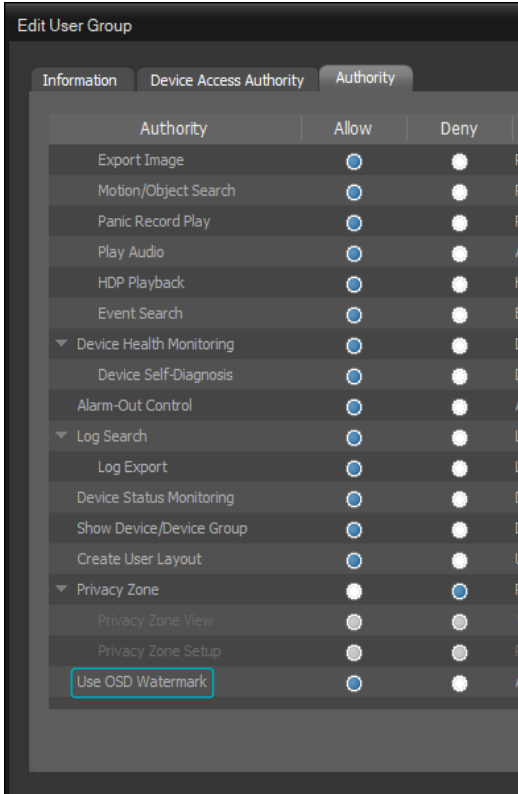 Edit User Group
Information Device Access Authority Authority
Authority Allow Deny
Export Image
Motion/Object Search
Panic Record Play
Play Audio
HDP Playback
Event Search
Device Health Monitoring
Device Self-Diagnosis
Alarm-Out Control
Log Search
Log Export
Device Status Monitoring
Show Device/Device Group
Create User Layout
Privacy Zone
Privacy Zone View
Privacy Zone Setup
Use OSD Watermark